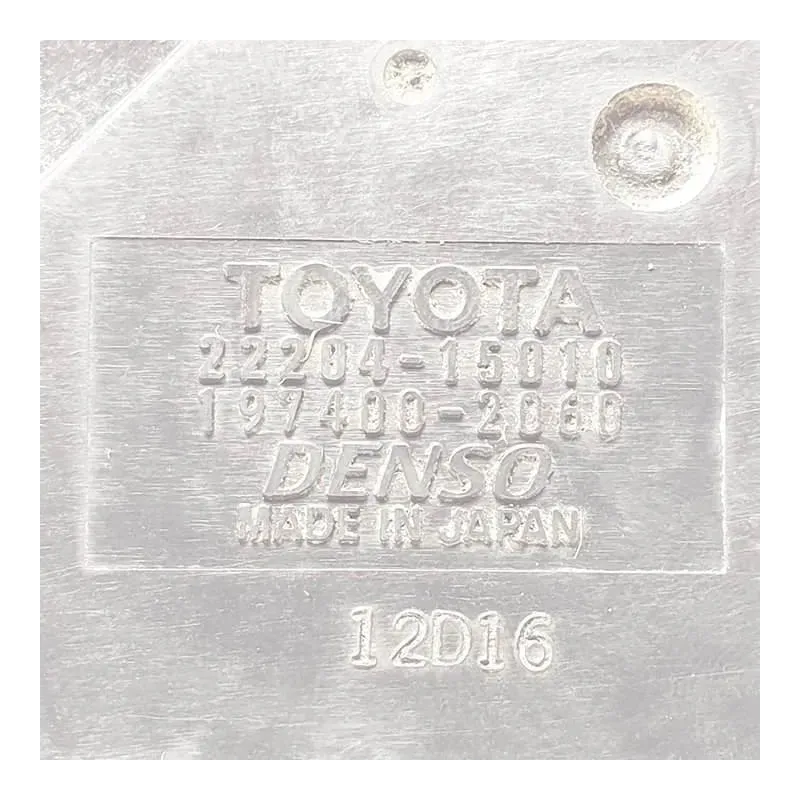 TOYOTA
22204-15010
197400-2060
DENSO
MADE IN JAPAN
12D16